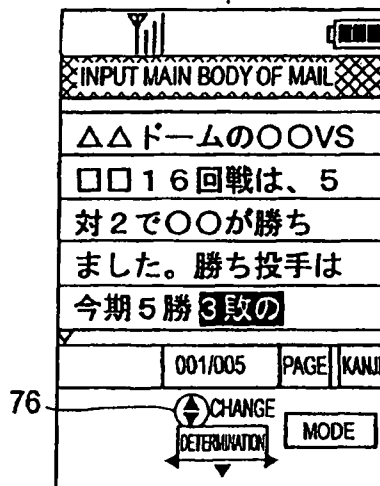 INPUT MAIN BODY OF MAIL
△△ドームの○○VS
□□16回戦は、5
対2で○○が勝ち
ました。勝ち投手は
今期5勝3敗の
001/005 PAGE KANJI
76 CHANGE
DETERMINATION MODE